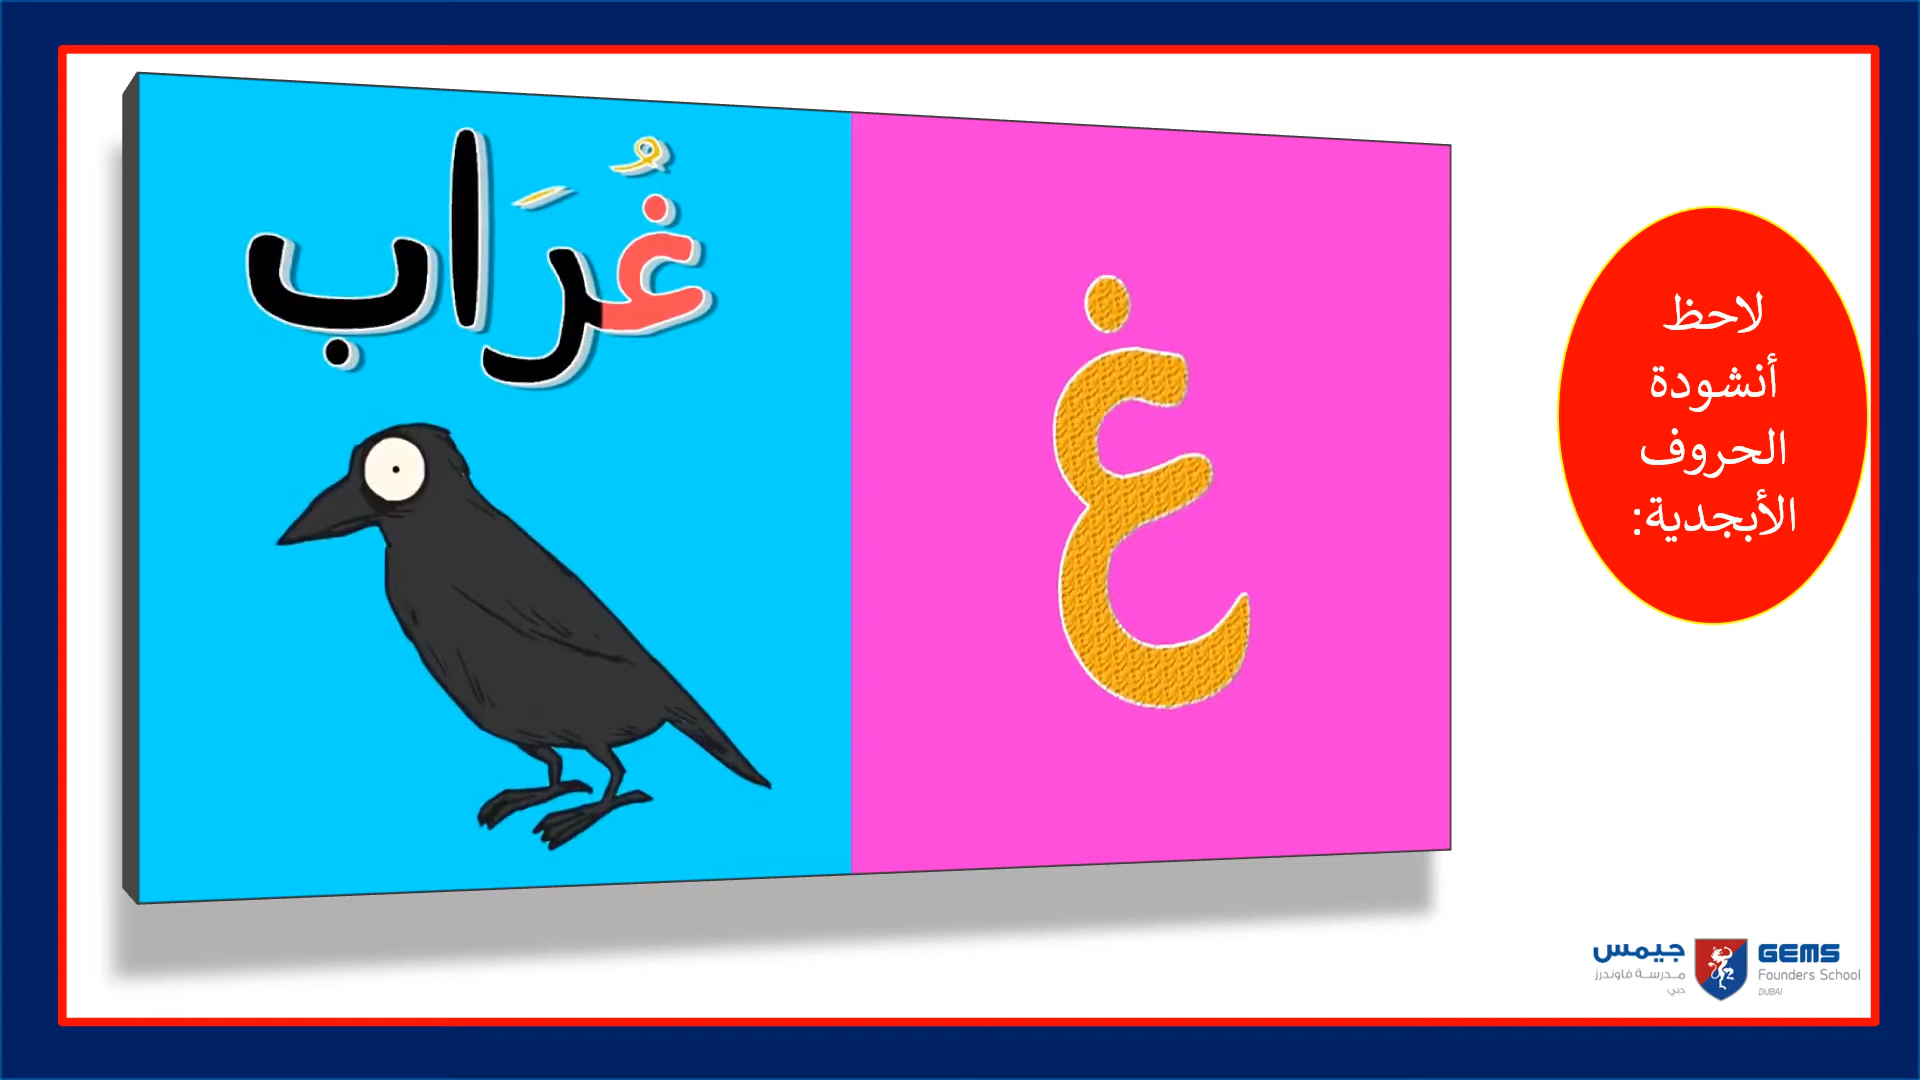 غُرَاب
غ
لاحظ
أنشودة
الحروف
الأبجدية:
جيمس
مدرسة فاوندرز
دبي
GEMS
Founders School
DUBAI